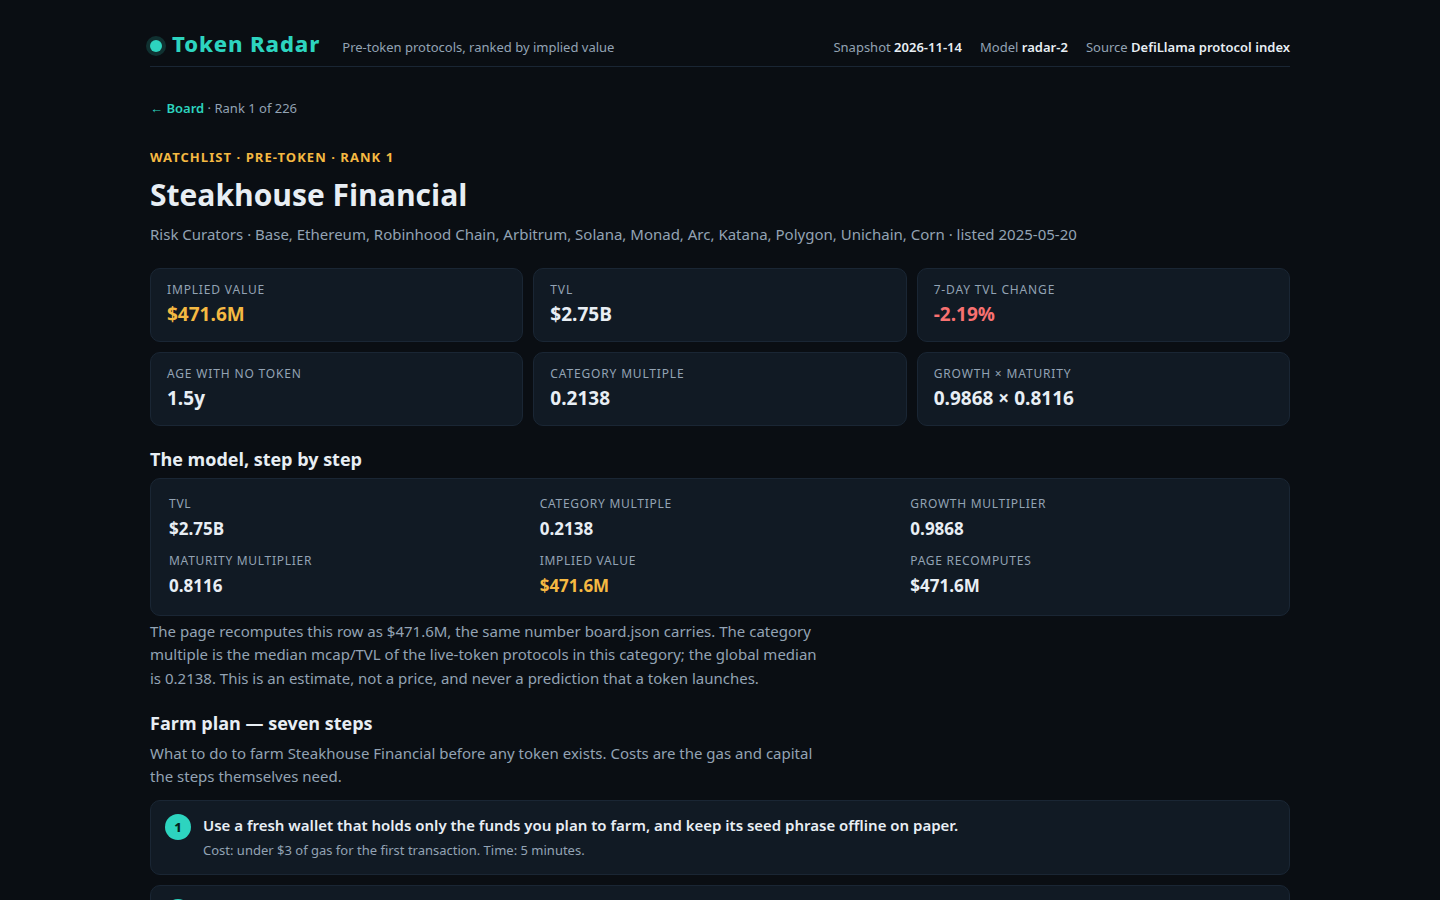 Token Radar
Pre-token protocols, ranked by implied value
Snapshot 2026-11-14 Model radar-2 Source DefiLlama protocol index
← Board · Rank 1 of 226
WATCHLIST · PRE-TOKEN · RANK 1
Steakhouse Financial
Risk Curators · Base, Ethereum, Robinhood Chain, Arbitrum, Solana, Monad, Arc, Katana, Polygon, Unichain, Corn · listed 2025-05-20
IMPLIED VALUE
$471.6M
TVL
$2.75B
7-DAY TVL CHANGE
-2.19%
AGE WITH NO TOKEN
1.5y
CATEGORY MULTIPLE
0.2138
GROWTH × MATURITY
0.9868 × 0.8116
The model, step by step
TVL
$2.75B
CATEGORY MULTIPLE
0.2138
GROWTH MULTIPLIER
0.9868
MATURITY MULTIPLIER
0.8116
IMPLIED VALUE
$471.6M
PAGE RECOMPUTES
$471.6M
The page recomputes this row as $471.6M, the same number board.json carries. The category
multiple is the median mcap/TVL of the live-token protocols in this category; the global median
is 0.2138. This is an estimate, not a price, and never a prediction that a token launches.
Farm plan — seven steps
What to do to farm Steakhouse Financial before any token exists. Costs are the gas and capital
the steps themselves need.
1
Use a fresh wallet that holds only the funds you plan to farm, and keep its seed phrase offline on paper.
Cost: under $3 of gas for the first transaction. Time: 5 minutes.